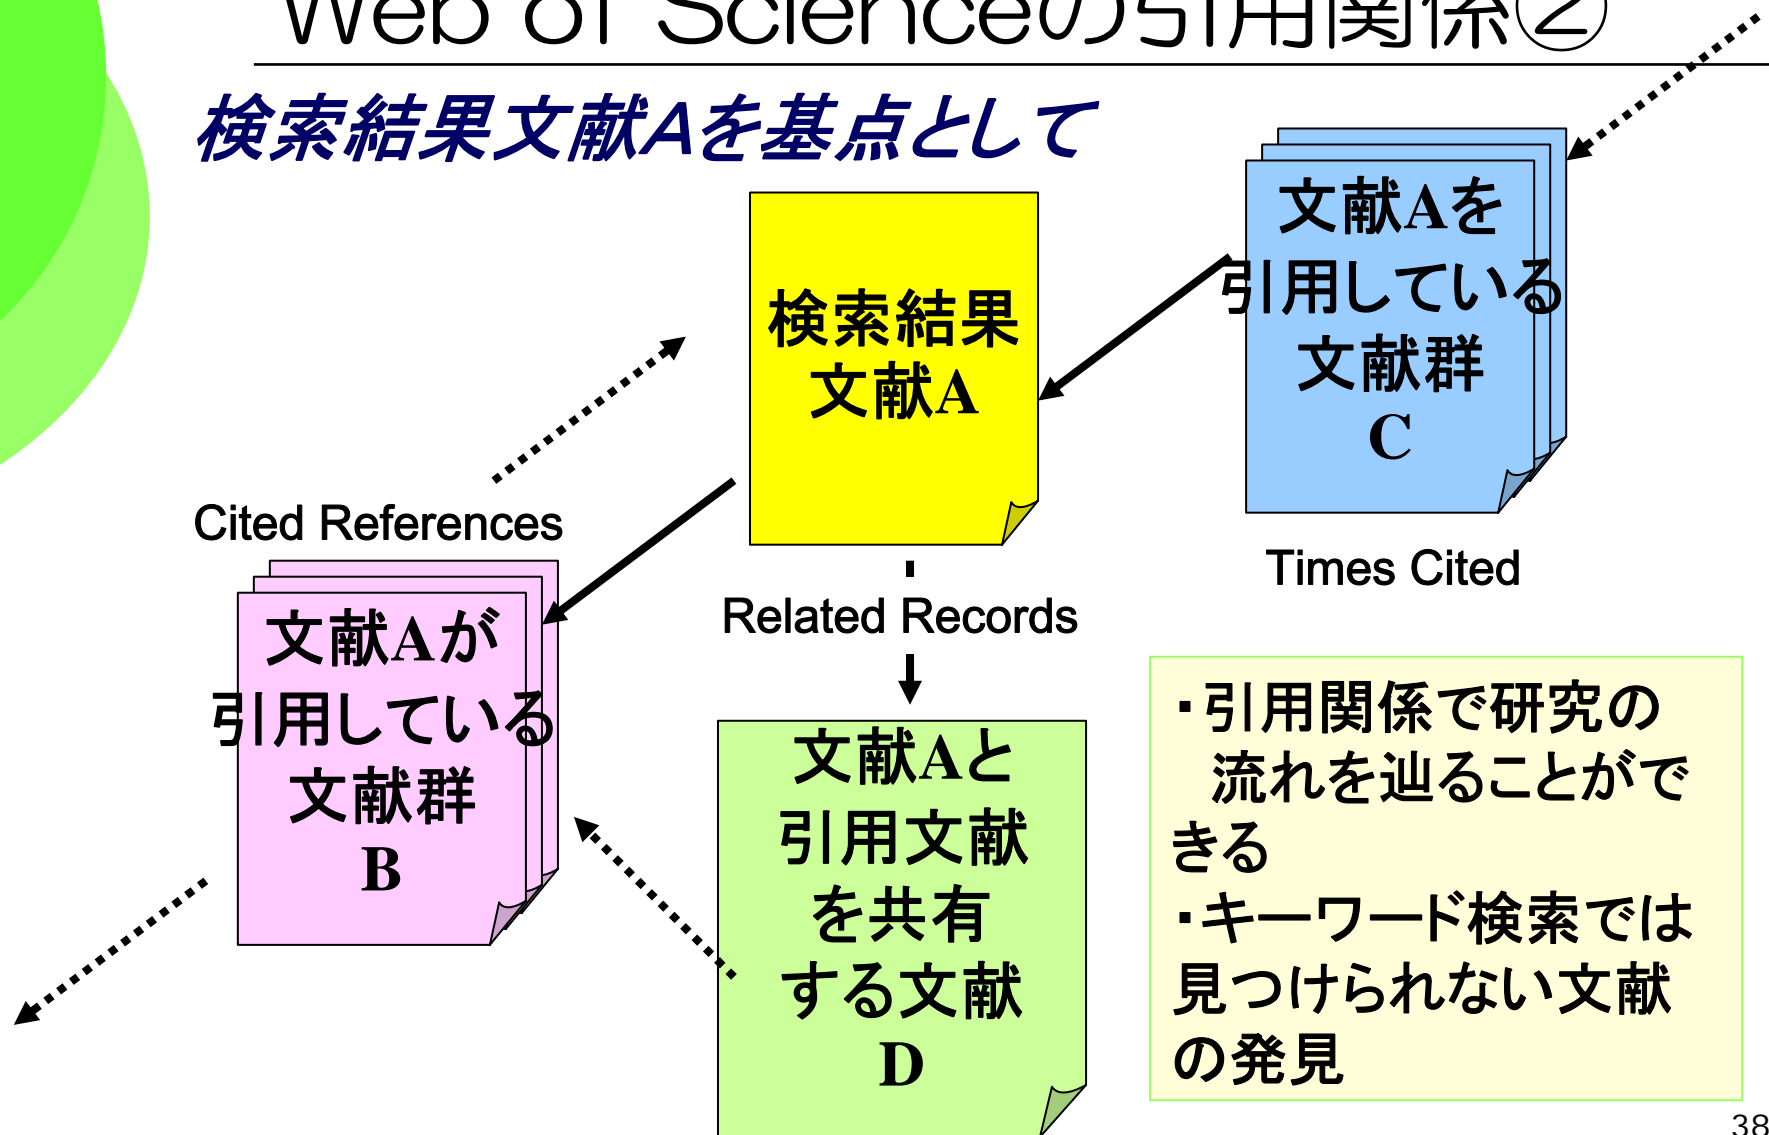 Web of Scienceの引用関係②
検索結果文献Aを基点として
文献Aを
引用している
文献群
C
検索結果
文献A
Cited References
Times Cited
Related Records
文献Aが
引用している
文献群
B
文献Aと
引用文献
を共有
する文献
D
・引用関係で研究の
流れを辿ることがで
きる
・キーワード検索では
見つけられない文献
の発見
38